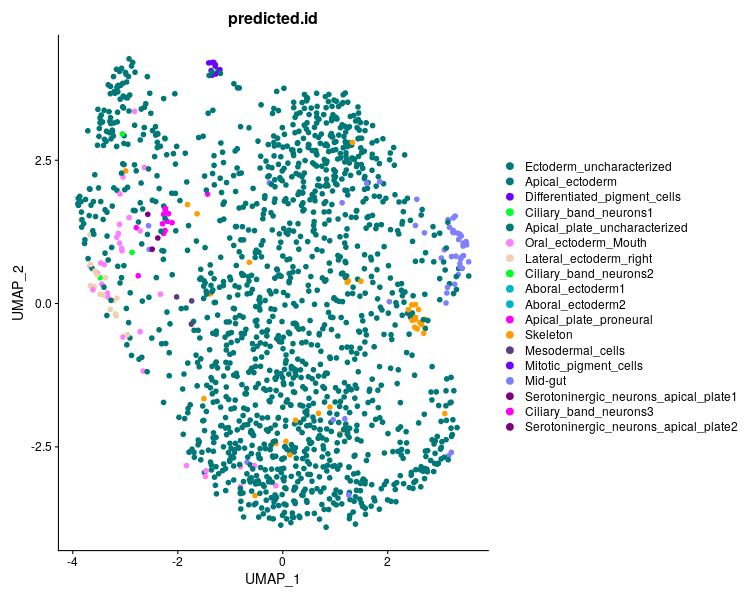 predicted.id
2.5
0.0
-2.5
UMAP_2
-4
-2
0
2
UMAP_1
Ectoderm_uncharacterized
Apical_ectoderm
Differentiated_pigment_cells
Ciliary_band_neurons1
Apical_plate_uncharacterized
Oral_ectoderm_Mouth
Lateral_ectoderm_right
Ciliary_band_neurons2
Aboral_ectoderm1
Aboral_ectoderm2
Apical_plate_proneural
Skeleton
Mesodermal_cells
Mitotic_pigment_cells
Mid-gut
Serotoninergic_neurons_apical_plate1
Ciliary_band_neurons3
Serotoninergic_neurons_apical_plate2